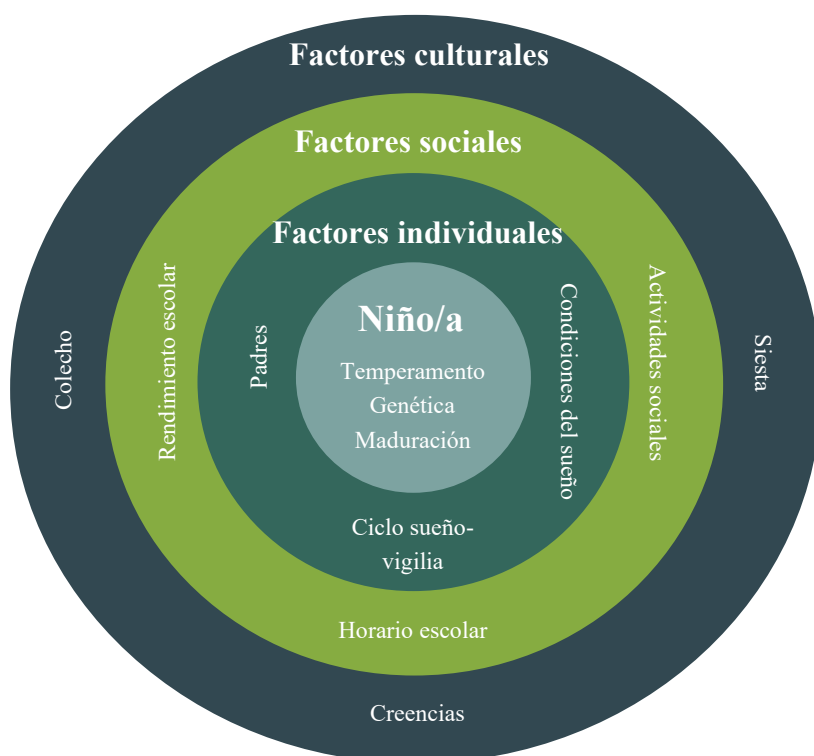 Factores culturales
Factores sociales
Factores individuales
Niño/a
Temperamento
Genética
Maduración
Padres
Condiciones del sueño
Ciclo sueño-
vigilia
Rendimiento escolar
Actividades sociales
Horario escolar
Colecho
Siesta
Creencias